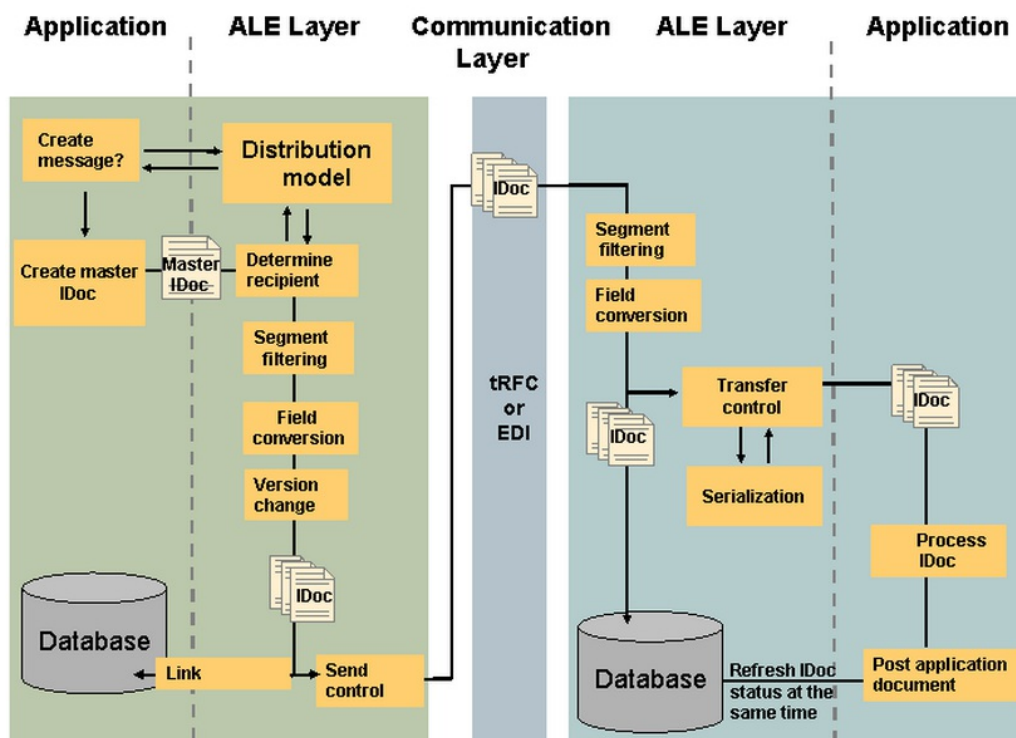 Application
ALE Layer
Communication
Layer
ALE Layer
Application
Create
message?
Distribution
model
Create master
IDoc
Master
IDoc
Determine
recipient
Segment
filtering
Field
conversion
Version
change
IDoc
Database
Link
Send
control
IDoc
tRFC
or
EDI
Segment
filtering
Field
conversion
IDoc
Transfer
control
Serialization
IDoc
Process
IDoc
Database
Refresh IDoc
status at the
same time
Post application
document